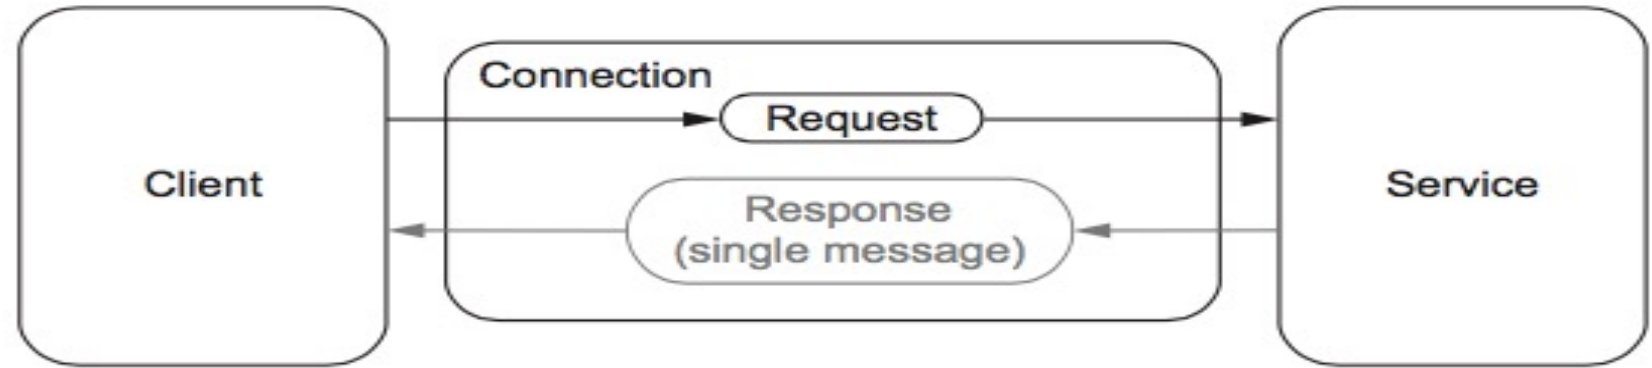 Connection
Request
Client
Service
Response
(single message)